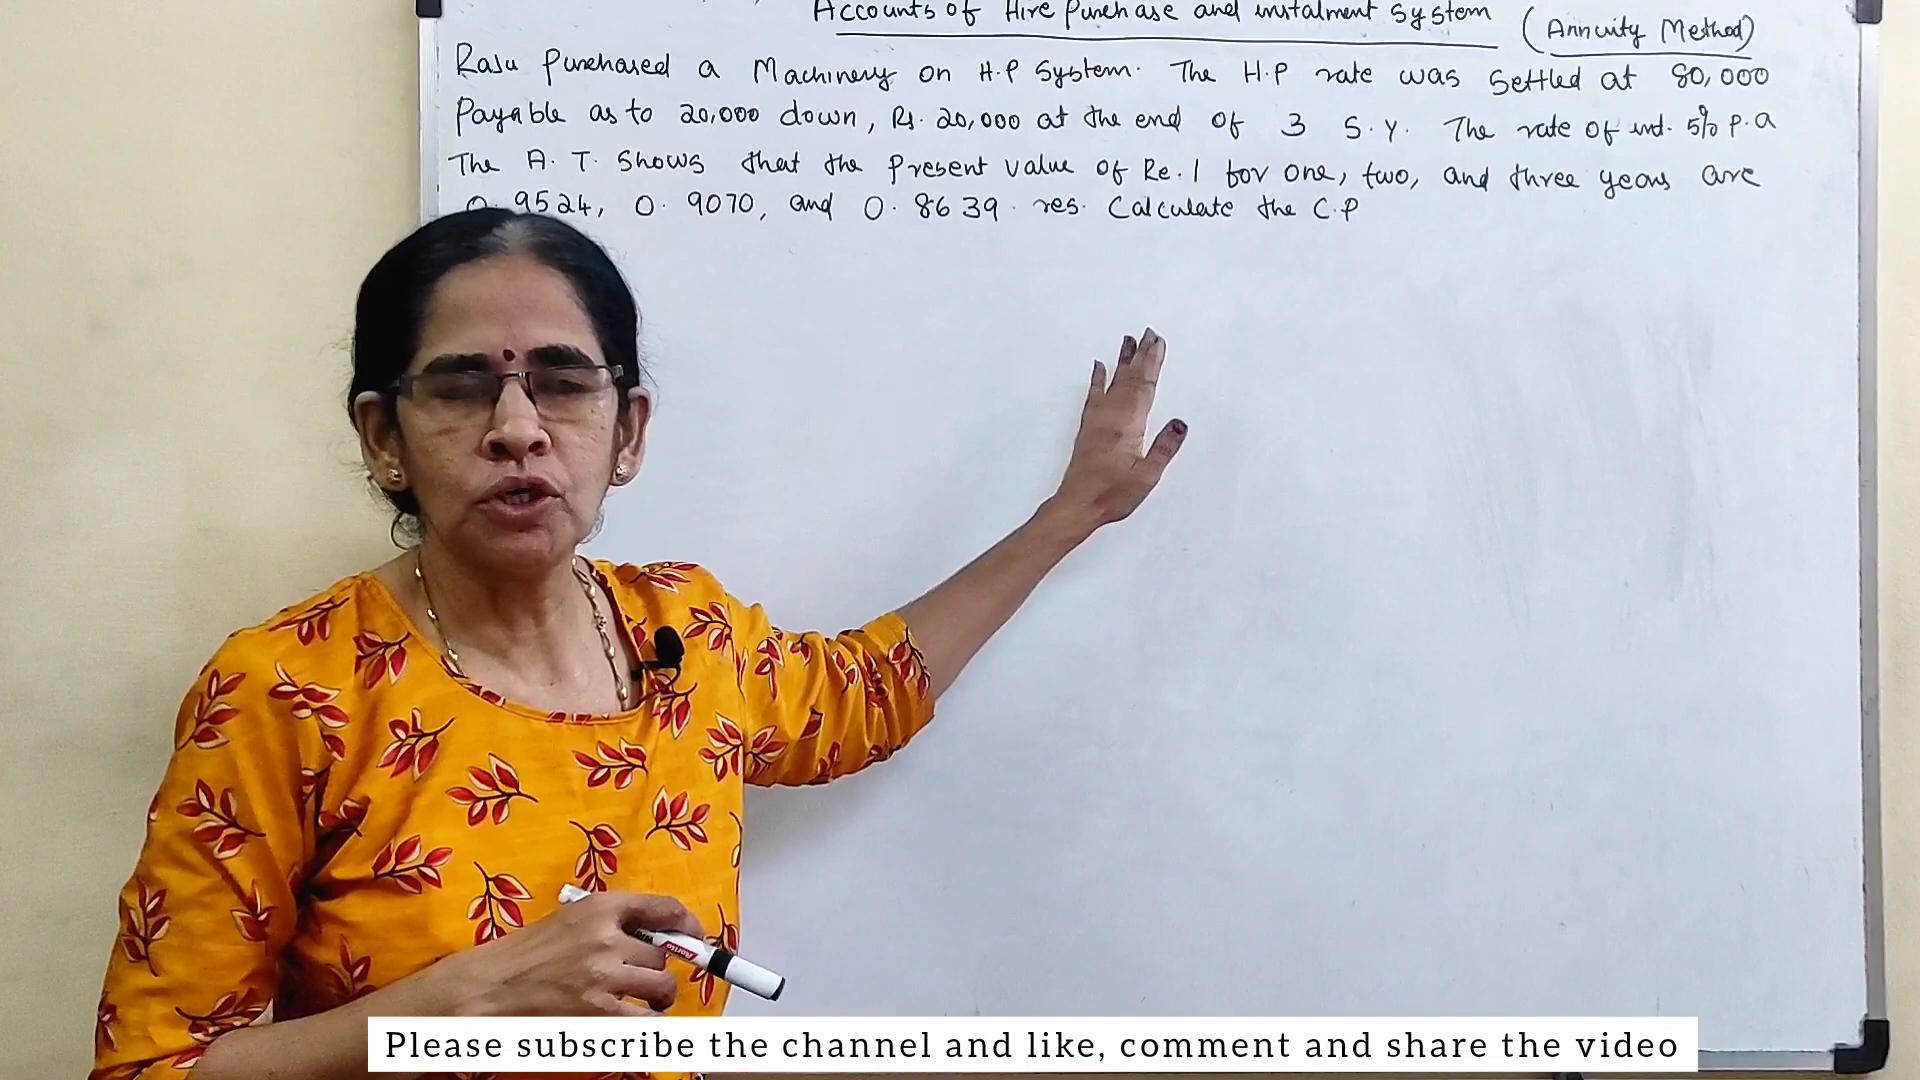 Accounts of Hire Purchase and instalment system (Annuity Method)
Raju Purchased a Machinery on H.P System. The H.P rate was Settled at 80,000
Payable as to 20,000 down, Rs. 20,000 at the end of 3 S.Y. The rate of int. 5% p.a
The A.T. Shows that the Present value of Re.1 for one, two, and three years are
0.9524, 0.9070, and 0.8639. res. Calculate the C.P
Please subscribe the channel and like, comment and share the video